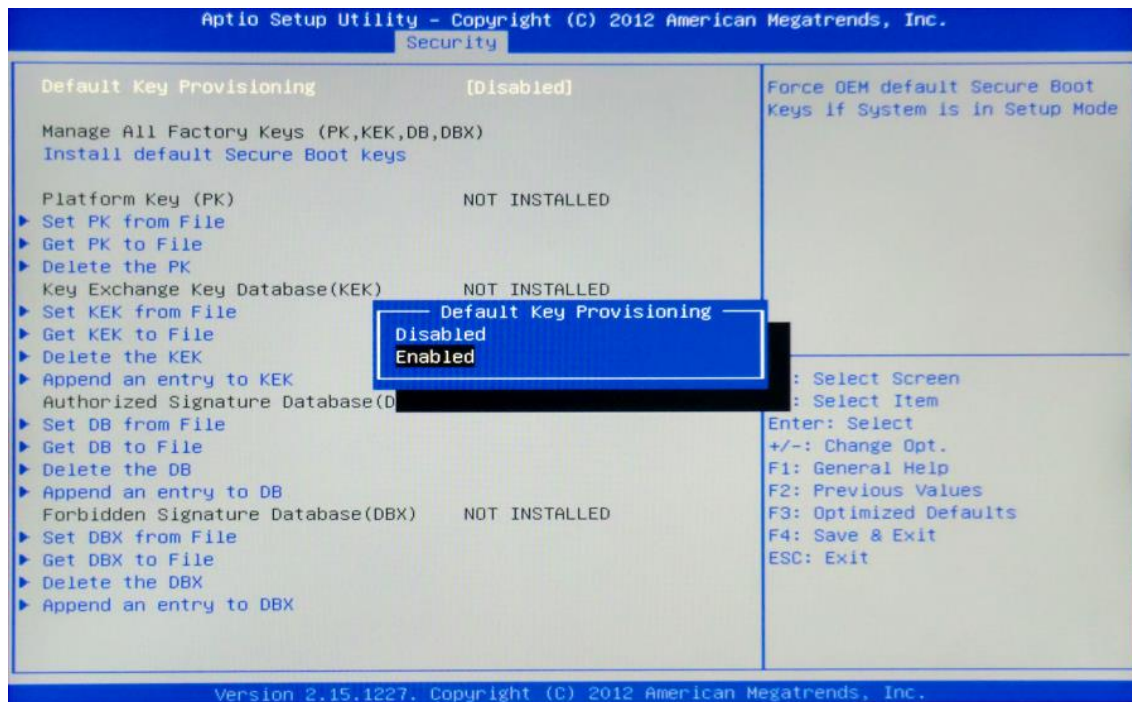 Aptio Setup Utility – Copyright (C) 2012 American Megatrends, Inc.
Security
Default Key Provisioning [Disabled]
Manage All Factory Keys (PK,KEK,DB,DBX)
Install default Secure Boot keys
Platform Key (PK) NOT INSTALLED
Set PK from File
Get PK to File
Delete the PK
Key Exchange Key Database(KEK) NOT INSTALLED
Set KEK from File
Get KEK to File
Delete the KEK
Append an entry to KEK
Authorized Signature Database(D
Set DB from File
Get DB to File
Delete the DB
Append an entry to DB
Forbidden Signature Database(DBX) NOT INSTALLED
Set DBX from File
Get DBX to File
Delete the DBX
Append an entry to DBX
Default Key Provisioning
Disabled
Enabled
Force OEM default Secure Boot
Keys if System is in Setup Mode
: Select Screen
: Select Item
Enter: Select
+/-: Change Opt.
F1: General Help
F2: Previous Values
F3: Optimized Defaults
F4: Save & Exit
ESC: Exit
Version 2.15.1227. Copyright (C) 2012 American Megatrends, Inc.